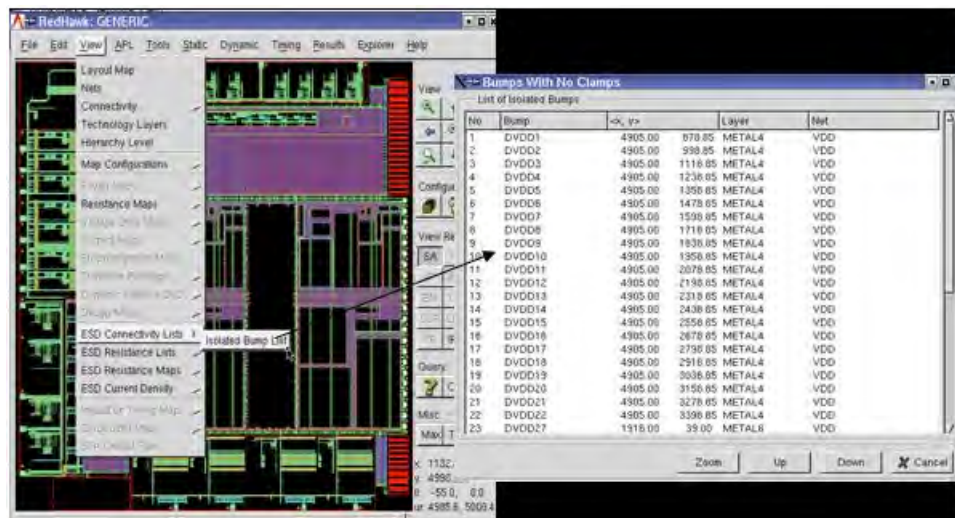 RedHawk: GENERIC
File Edit View APL Tools Static Dynamic Timing Results Explorer Help
Layout Map
Nets
Connectivity
Technology Layers
Hierarchy Level
Map Configurations
Resistance Maps
ESD Connectivity Lists
Isolated Bump List
ESD Resistance Lists
ESD Resistance Maps
ESD Current Density
View
View Re
Query
Misc
Bumps With No Clamps
List of Isolated Bumps
No Bump <x, y> Layer Net
1 DVDD1 4905.00 878.85 METAL4 VDD
2 DVDD2 4905.00 998.85 METAL4 VDD
3 DVDD3 4905.00 1118.85 METAL4 VDD
4 DVDD4 4905.00 1238.85 METAL4 VDD
5 DVDD5 4905.00 1358.85 METAL4 VDD
6 DVDD6 4905.00 1478.85 METAL4 VDD
7 DVDD7 4905.00 1598.85 METAL4 VDD
8 DVDD8 4905.00 1718.85 METAL4 VDD
9 DVDD9 4905.00 1838.85 METAL4 VDD
10 DVDD10 4905.00 1958.85 METAL4 VDD
11 DVDD11 4905.00 2078.85 METAL4 VDD
12 DVDD12 4905.00 2198.85 METAL4 VDD
13 DVDD13 4905.00 2318.85 METAL4 VDD
14 DVDD14 4905.00 2438.85 METAL4 VDD
15 DVDD15 4905.00 2558.85 METAL4 VDD
16 DVDD16 4905.00 2678.85 METAL4 VDD
17 DVDD17 4905.00 2798.85 METAL4 VDD
18 DVDD18 4905.00 2918.85 METAL4 VDD
19 DVDD19 4905.00 3038.85 METAL4 VDD
20 DVDD20 4905.00 3158.85 METAL4 VDD
21 DVDD21 4905.00 3278.85 METAL4 VDD
22 DVDD22 4905.00 3398.85 METAL4 VDD
23 DVDD27 1918.00 39.00 METAL6 VDD
Zoom Up Down Cancel